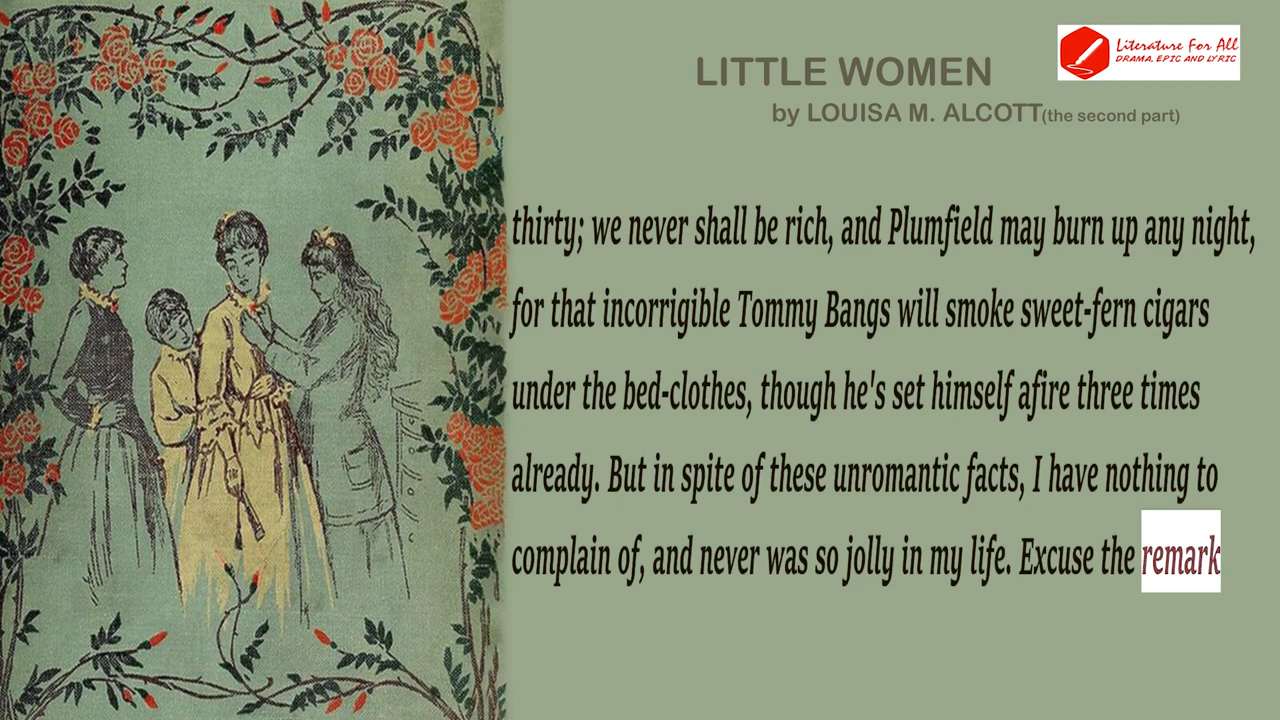 LITTLE WOMEN
by LOUISA M. ALCOTT(the second part)
Literature For All
DRAMA, EPIC AND LYRIC
thirty; we never shall be rich, and Plumfield may burn up any night,
for that incorrigible Tommy Bangs will smoke sweet-fern cigars
under the bed-clothes, though he's set himself afire three times
already. But in spite of these unromantic facts, I have nothing to
complain of, and never was so jolly in my life. Excuse the remark